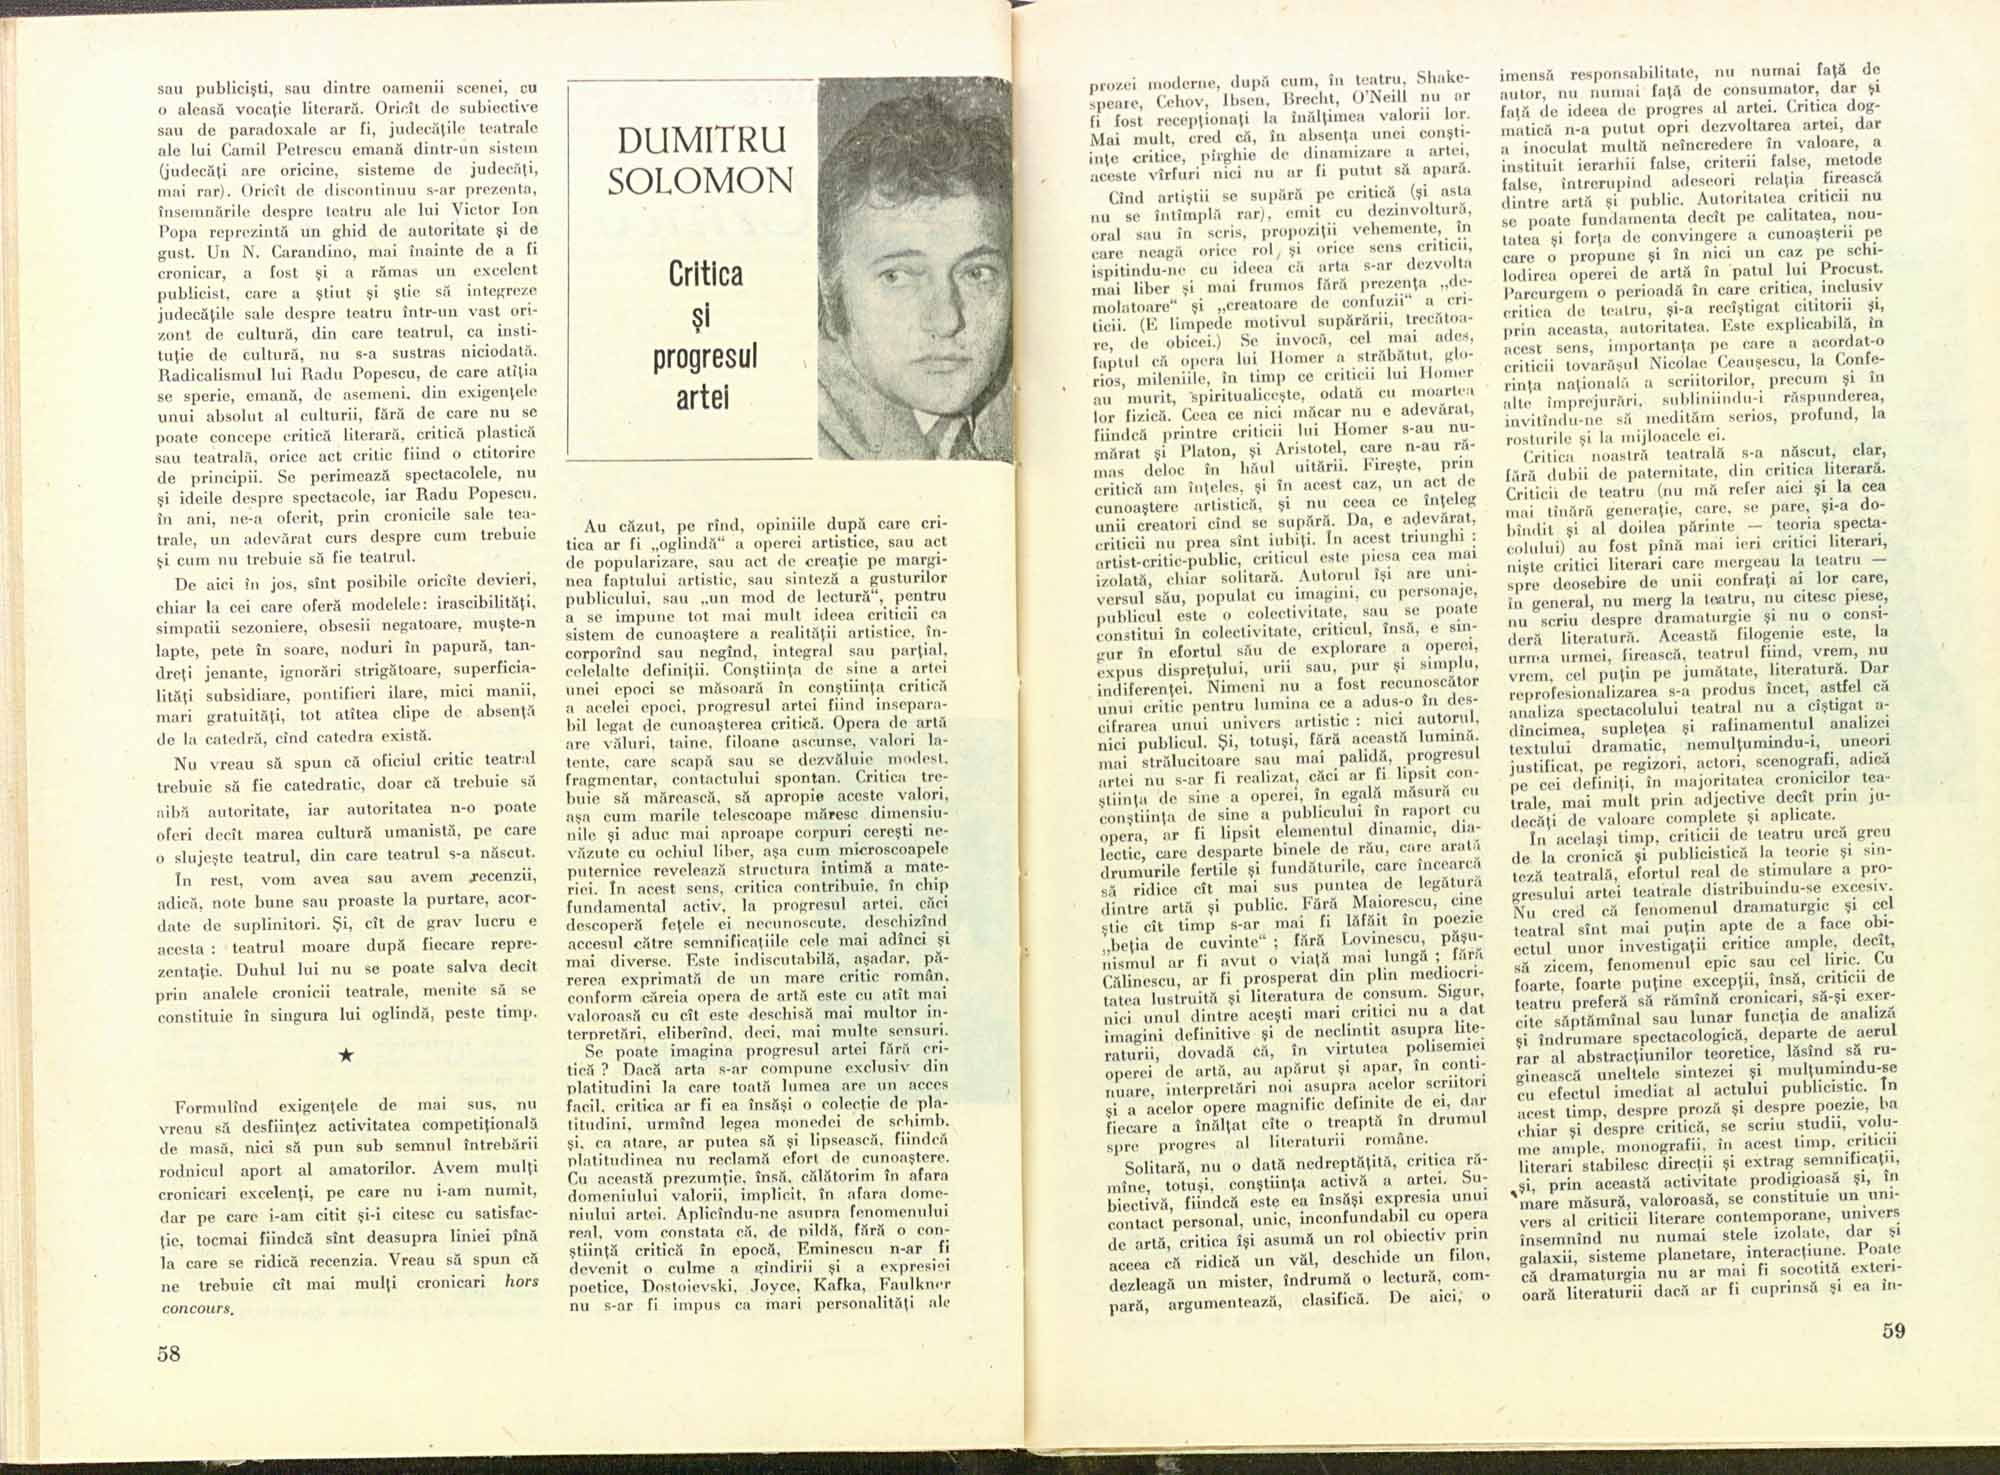 sau publiciști, sau dintre oamenii scenei, cu
o aleasă vocație literară. Oricît de subiective
sau de paradoxale ar fi, judecățile teatrale
ale lui Camil Petrescu emană dintr-un sistem
(judecăți are oricine, sisteme de judecăți,
mai rar). Oricît de discontinuu s-ar prezenta,
însemnările despre teatru ale lui Victor Ion
Popa reprezintă un ghid de autoritate și de
gust. Un N. Carandino, mai înainte de a fi
cronicar, a fost și a rămas un excelent
publicist, care a știut și știe să integreze
judecățile sale despre teatru într-un vast ori-
zont de cultură, din care teatrul, ca insti-
tuție de cultură, nu s-a sustras niciodată.
Radicalismul lui Radu Popescu, de care atîția
se sperie, emană, de asemeni, din exigențele
unui absolut al culturii, fără de care nu se
poate concepe critică literară, critică plastică
sau teatrală, orice act critic fiind o ctitorire
de principii. Se perimează spectacolele, nu
și ideile despre spectacole, iar Radu Popescu,
în ani, ne-a oferit, prin cronicile sale tea-
trale, un adevărat curs despre cum trebuie
și cum nu trebuie să fie teatrul.
De aici în jos, sînt posibile oricîte devieri,
chiar la cei care oferă modelele: irascibilități,
simpatii sezoniere, obsesii negatoare, muște-n
lapte, pete în soare, noduri în papură, tan-
dreți jenante, ignorări strigătoare, superficia-
lități subsidiare, pontifieri ilare, mici manii,
mari gratuități, tot atîtea clipe de absență
de la catedră, cînd catedra există.
Nu vreau să spun că oficiul critic teatral
trebuie să fie catedratic, doar că trebuie să
aibă autoritate, iar autoritatea n-o poate
oferi decît marea cultură umanistă, pe care
o slujește teatrul, din care teatrul s-a născut.
În rest, vom avea sau avem recenzii,
adică, note bune sau proaste la purtare, acor-
date de suplinitori. Și, cît de grav lucru e
acesta : teatrul moare după fiecare repre-
zentație. Duhul lui nu se poate salva decît
prin analele cronicii teatrale, menite să se
constituie în singura lui oglindă, peste timp.
★
Formulînd exigențele de mai sus, nu
vreau să desființez activitatea competițională
de masă, nici să pun sub semnul întrebării
rodnicul aport al amatorilor. Avem mulți
cronicari excelenți, pe care nu i-am numit,
dar pe care i-am citit și-i citesc cu satisfac-
ție, tocmai fiindcă sînt deasupra liniei pînă
la care se ridică recenzia. Vreau să spun că
ne trebuie cît mai mulți cronicari hors
concours.
58
DUMITRU
SOLOMON
Critica
și
progresul
artei
Au căzut, pe rînd, opiniile după care cri-
tica ar fi „oglindă“ a operei artistice, sau act
de popularizare, sau act de creație pe margi-
nea faptului artistic, sau sinteză a gusturilor
publicului, sau „un mod de lectură“, pentru
a se impune tot mai mult ideea criticii ca
sistem de cunoaștere a realității artistice, în-
corporînd sau negînd, integral sau parțial,
celelalte definiții. Conștiința de sine a artei
unei epoci se măsoară în conștiința critică
a acelei epoci, progresul artei fiind insepara-
bil legat de cunoașterea critică. Opera de artă
are văluri, taine, filoane ascunse, valori la-
tente, care scapă sau se dezvăluie modest,
fragmentar, contactului spontan. Critica tre-
buie să mărească, să apropie aceste valori,
așa cum marile telescoape măresc dimensiu-
nile și aduc mai aproape corpuri cerești ne-
văzute cu ochiul liber, așa cum microscoapele
puternice revelează structura intimă a mate-
riei. În acest sens, critica contribuie, în chip
fundamental activ, la progresul artei, căci
descoperă fețele ei necunoscute, deschizînd
accesul către semnificațiile cele mai adînci și
mai diverse. Este indiscutabilă, așadar, pă-
rerea exprimată de un mare critic român,
conform căreia opera de artă este cu atît mai
valoroasă cu cît este deschisă mai multor in-
terpretări, eliberînd, deci, mai multe sensuri.
Se poate imagina progresul artei fără cri-
tică ? Dacă arta s-ar compune exclusiv din
platitudini la care toată lumea are un acces
facil, critica ar fi ea însăși o colecție de pla-
titudini, urmînd legea monedei de schimb,
și, ca atare, ar putea să și lipsească, fiindcă
platitudinea nu reclamă efort de cunoaștere.
Cu această prezumție, însă, călătorim în afara
domeniului valorii, implicit, în afara dome-
niului artei. Aplicîndu-ne asupra fenomenului
real, vom constata că, de pildă, fără o con-
știință critică în epocă, Eminescu n-ar fi
devenit o culme a gîndirii și a expresiei
poetice, Dostoievski, Joyce, Kafka, Faulkner
nu s-ar fi impus ca mari personalități ale
prozei moderne, după cum, în teatru, Shake-
speare, Cehov, Ibsen, Brecht, O'Neill nu ar
fi fost recepționați la înălțimea valorii lor.
Mai mult, cred că, în absența unei conști-
ințe critice, pîrghie de dinamizare a artei,
aceste vîrfuri nici nu ar fi putut să apară.
Cînd artiștii se supără pe critică (și asta
nu se întîmplă rar), emit cu dezinvoltură,
oral sau în scris, propoziții vehemente, în
care neagă orice rol, și orice sens criticii,
ispitindu-ne cu ideea că arta s-ar dezvolta
mai liber și mai frumos fără prezența „de-
molatoare“ și „creatoare de confuzii“ a cri-
ticii. (E limpede motivul supărării, trecătoa-
re, de obicei.) Se invocă, cel mai ades,
faptul că opera lui Homer a străbătut, glo-
rios, mileniile, în timp ce criticii lui Homer
au murit, spiritualicește, odată cu moartea
lor fizică. Ceea ce nici măcar nu e adevărat,
fiindcă printre criticii lui Homer s-au nu-
mărat și Platon, și Aristotel, care n-au ră-
mas deloc în hăul uitării. Firește, prin
critică am înțeles, și în acest caz, un act de
cunoaștere artistică, și nu ceea ce înțeleg
unii creatori cînd se supără. Da, e adevărat,
criticii nu prea sînt iubiți. În acest triunghi :
artist-critic-public, criticul este piesa cea mai
izolată, chiar solitară. Autorul își are uni-
versul său, populat cu imagini, cu personaje,
publicul este o colectivitate, sau se poate
constitui în colectivitate, criticul, însă, e sin-
gur în efortul său de explorare a operei,
expus disprețului, urii sau, pur și simplu,
indiferenței. Nimeni nu a fost recunoscător
unui critic pentru lumina ce a adus-o în des-
cifrarea unui univers artistic : nici autorul,
nici publicul. Și, totuși, fără această lumină,
mai strălucitoare sau mai palidă, progresul
artei nu s-ar fi realizat, căci ar fi lipsit con-
știința de sine a operei, în egală măsură cu
conștiința de sine a publicului în raport cu
opera, ar fi lipsit elementul dinamic, dia-
lectic, care desparte binele de rău, care arată
drumurile fertile și fundăturile, care încearcă
să ridice cît mai sus puntea de legătură
dintre artă și public. Fără Maiorescu, cine
știe cît timp s-ar mai fi lăfăit în poezie
„beția de cuvinte“ ; fără Lovinescu, pășu-
nismul ar fi avut o viață mai lungă ; fără
Călinescu, ar fi prosperat din plin mediocri-
tatea lustruită și literatura de consum. Sigur,
nici unul dintre acești mari critici nu a dat
imagini definitive și de neclintit asupra lite-
raturii, dovadă că, în virtutea polisemiei
operei de artă, au apărut și apar, în conti-
nuare, interpretări noi asupra acelor scriitori
și a acelor opere magnific definite de ei, dar
fiecare a înălțat cîte o treaptă în drumul
spre progres al literaturii române.
Solitară, nu o dată nedreptățită, critica ră-
mîne, totuși, conștiința activă a artei. Su-
biectivă, fiindcă este ea însăși expresia unui
contact personal, unic, inconfundabil cu opera
de artă, critica își asumă un rol obiectiv prin
aceea că ridică un văl, deschide un filon,
dezleagă un mister, îndrumă o lectură, com-
pară, argumentează, clasifică. De aici, o
imensă responsabilitate, nu numai față de
autor, nu numai față de consumator, dar și
față de ideea de progres al artei. Critica dog-
matică n-a putut opri dezvoltarea artei, dar
a inoculat multă neîncredere în valoare, a
instituit ierarhii false, criterii false, metode
false, întrerupînd adeseori relația firească
dintre artă și public. Autoritatea criticii nu
se poate fundamenta decît pe calitatea, nou-
tatea și forța de convingere a cunoașterii pe
care o propune și în nici un caz pe schi-
lodirea operei de artă în patul lui Procust.
Parcurgem o perioadă în care critica, inclusiv
critica de teatru, și-a recîștigat cititorii și,
prin aceasta, autoritatea. Este explicabilă, în
acest sens, importanța pe care a acordat-o
criticii tovarășul Nicolae Ceaușescu, la Confe-
rința națională a scriitorilor, precum și în
alte împrejurări, subliniindu-i răspunderea,
invitîndu-ne să medităm serios, profund, la
rosturile și la mijloacele ei.
Critica noastră teatrală s-a născut, clar,
fără dubii de paternitate, din critica literară.
Criticii de teatru (nu mă refer aici și la cea
mai tînără generație, care, se pare, și-a do-
bîndit și al doilea părinte — teoria specta-
colului) au fost pînă mai ieri critici literari,
niște critici literari care mergeau la teatru —
spre deosebire de unii confrați ai lor care,
în general, nu merg la teatru, nu citesc piese,
nu scriu despre dramaturgie și nu o consi-
deră literatură. Această filogenie este, la
urma urmei, firească, teatrul fiind, vrem, nu
vrem, cel puțin pe jumătate, literatură. Dar
reprofesionalizarea s-a produs încet, astfel că
analiza spectacolului teatral nu a cîștigat a-
dîncimea, suplețea și rafinamentul analizei
textului dramatic, nemulțumindu-i, uneori
justificat, pe regizori, actori, scenografi, adică
pe cei definiți, în majoritatea cronicilor tea-
trale, mai mult prin adjective decît prin ju-
decăți de valoare complete și aplicate.
În același timp, criticii de teatru urcă greu
de la cronică și publicistică la teorie și sin-
teză teatrală, efortul real de stimulare a pro-
gresului artei teatrale distribuindu-se excesiv.
Nu cred că fenomenul dramaturgic și cel
teatral sînt mai puțin apte de a face obi-
ectul unor investigații critice ample, decît,
să zicem, fenomenul epic sau cel liric. Cu
foarte, foarte puține excepții, însă, criticii de
teatru preferă să rămînă cronicari, să-și exer-
cite săptămînal sau lunar funcția de analiză
și îndrumare spectacologică, departe de aerul
rar al abstracțiunilor teoretice, lăsînd să ru-
ginească uneltele sintezei și mulțumindu-se
cu efectul imediat al actului publicistic. În
acest timp, despre proză și despre poezie, ba
chiar și despre critică, se scriu studii, volu-
me ample, monografii, în acest timp, criticii
literari stabilesc direcții și extrag semnificații,
și, prin această activitate prodigioasă și, în
mare măsură, valoroasă, se constituie un uni-
vers al criticii literare contemporane, univers
însemnînd nu numai stele izolate, dar și
galaxii, sisteme planetare, interacțiune. Poate
că dramaturgia nu ar mai fi socotită exteri-
oară literaturii dacă ar fi cuprinsă și ea în-
59